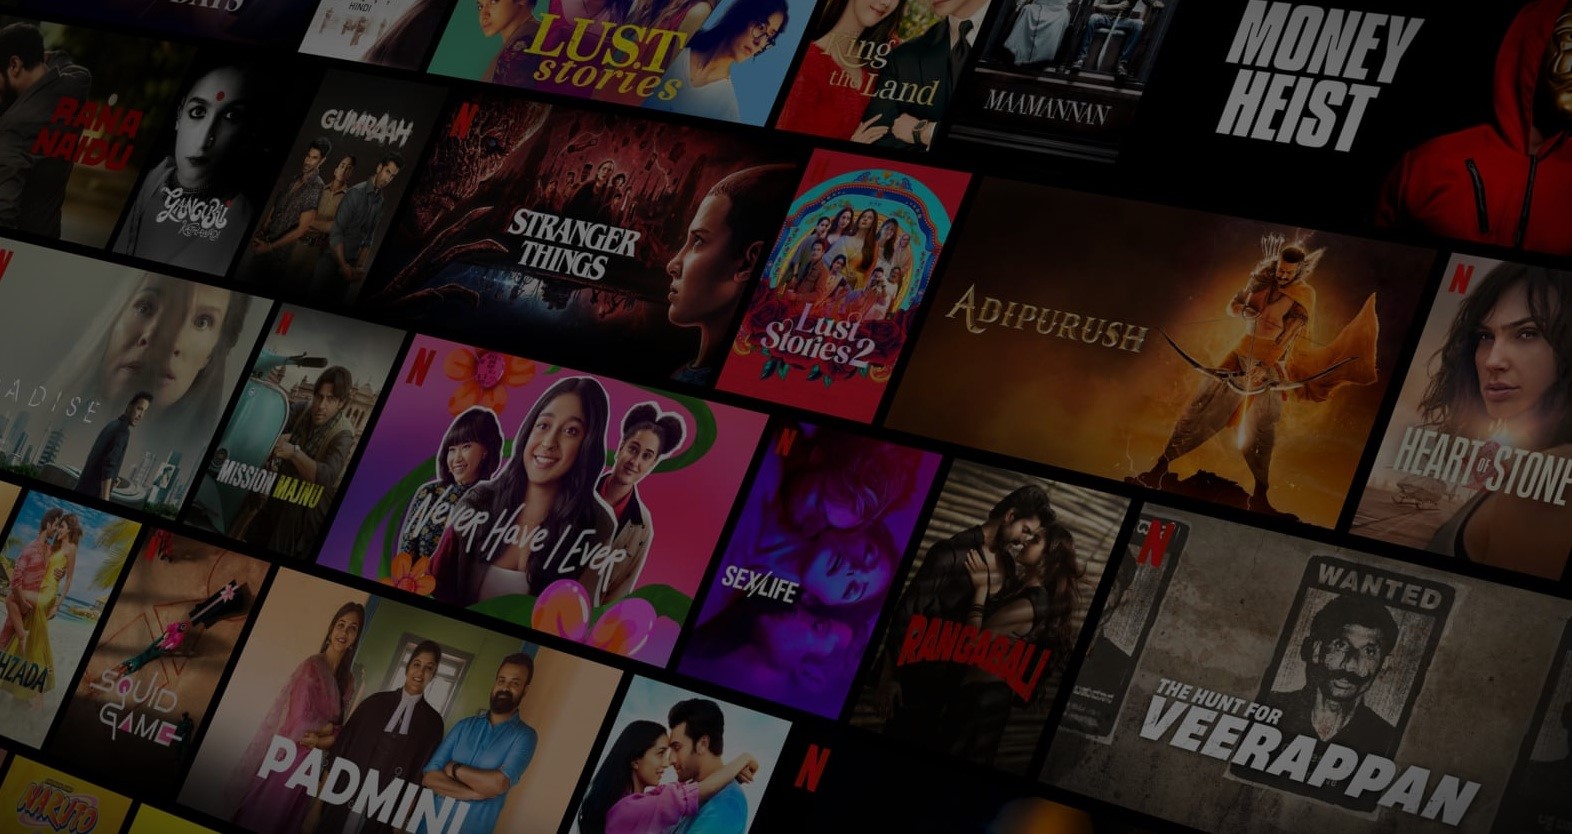 DAYS
HINDI
LUST
stories
King
the Land
MAAMANNAN
MONEY
HEIST
RANA
NAIDU
GANGUBAI
KATHIAWADI
GUMRAAH
N
STRANGER
THINGS
Lust
Stories 2
ADIPURUSH
N
HEART OF STONE
N
ADISE
N
MISSION MAJNU
N
Never Have I Ever
N
SEX/LIFE
RANGABALI
N
WANTED
THE HUNT FOR
VEERAPPAN
HZADA
N
SQUID
GAME
PADMINI
N
NARUTO